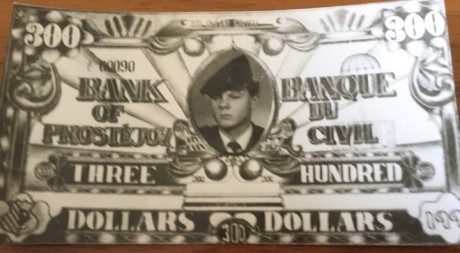 300 300
00090
BANK BANQUE
OF DU
PROSTĚJOV CIVIL
THREE HUNDRED
DOLLARS DOLLARS
300